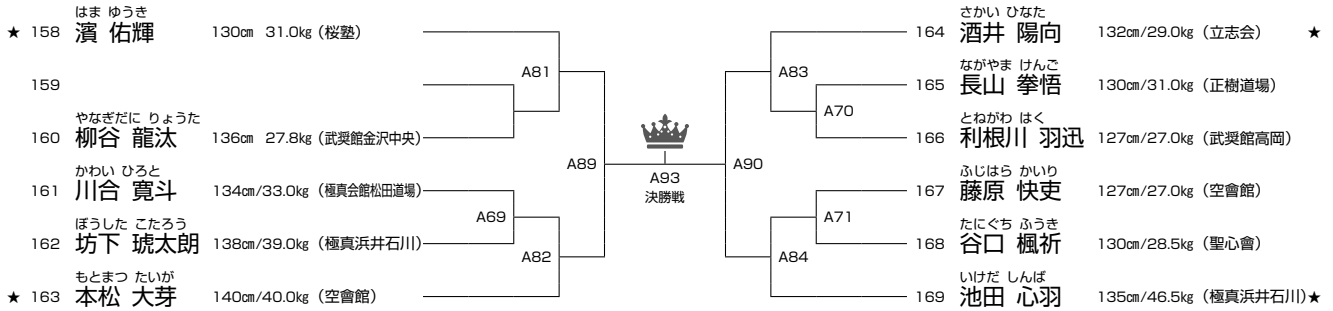 はま ゆうき
★ 158 濵 佑輝 130㎝ 31.0㎏（桜塾）
159
やなぎだに りょうた
160 柳谷 龍汰 136㎝ 27.8㎏（武奨館金沢中央）
かわい ひろと
161 川合 寛斗 134㎝/33.0㎏（極真会館松田道場）
ぼうした こたろう
162 坊下 琥太朗 138㎝/39.0㎏（極真浜井石川）
もとまつ たいが
★ 163 本松 大芽 140㎝/40.0㎏（空會館）
A81
A69
A82
A89
A93
決勝戦
A90
A83
A70
A71
A84
さかい ひなた
164 酒井 陽向 132㎝/29.0㎏（立志会） ★
ながやま けんご
165 長山 拳悟 130㎝/31.0㎏（正樹道場）
とねがわ はく
166 利根川 羽迅 127㎝/27.0㎏（武奨館高岡）
ふじはら かいり
167 藤原 快吏 127㎝/27.0㎏（空會館）
たにぐち ふうき
168 谷口 楓祈 130㎝/28.5㎏（聖心會）
いけだ しんば
169 池田 心羽 135㎝/46.5㎏（極真浜井石川）★